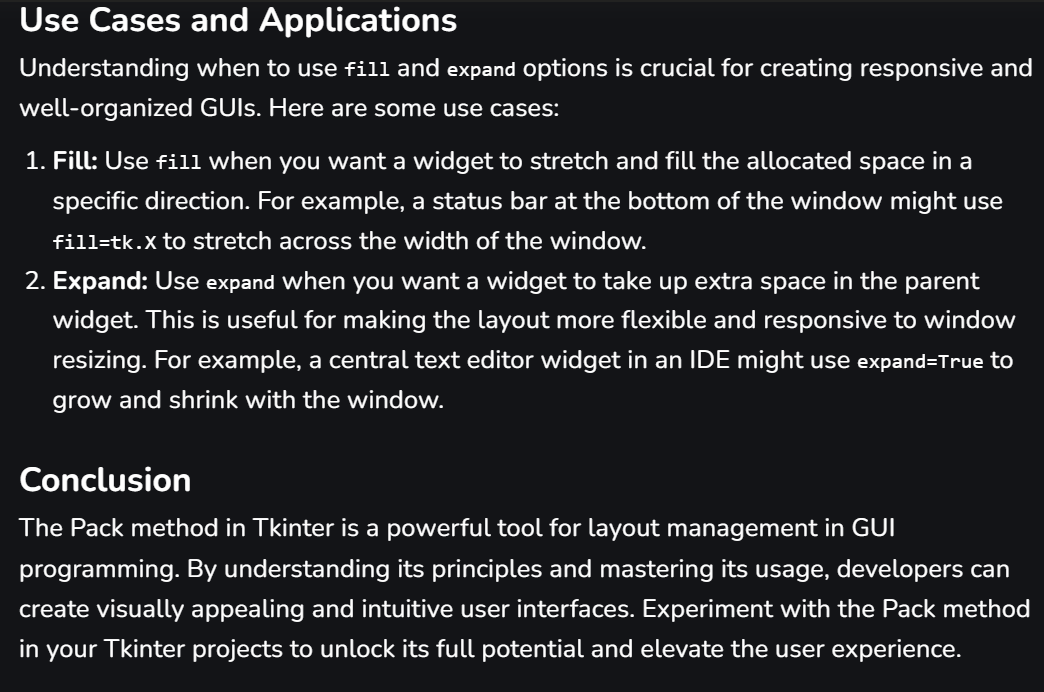 Use Cases and Applications
Understanding when to use fill and expand options is crucial for creating responsive and
well-organized GUIs. Here are some use cases:
1. Fill: Use fill when you want a widget to stretch and fill the allocated space in a
specific direction. For example, a status bar at the bottom of the window might use
fill=tk.X to stretch across the width of the window.
2. Expand: Use expand when you want a widget to take up extra space in the parent
widget. This is useful for making the layout more flexible and responsive to window
resizing. For example, a central text editor widget in an IDE might use expand=True to
grow and shrink with the window.
Conclusion
The Pack method in Tkinter is a powerful tool for layout management in GUI
programming. By understanding its principles and mastering its usage, developers can
create visually appealing and intuitive user interfaces. Experiment with the Pack method
in your Tkinter projects to unlock its full potential and elevate the user experience.